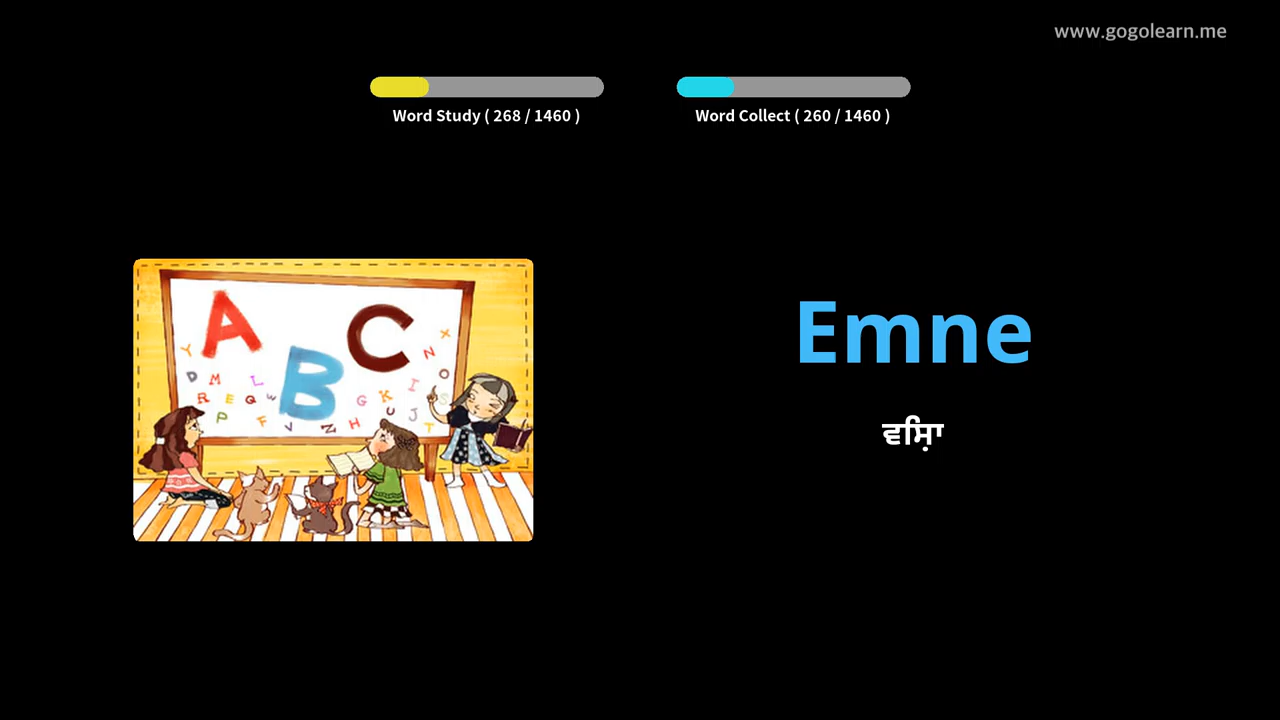 www.gogolearn.me
Word Study ( 268 / 1460 )
Word Collect ( 260 / 1460 )
A B C
Y X N
D M L I O
R E Q W G K S
P F V Z H U J T
Emne
ਵਿਸ਼ਾ